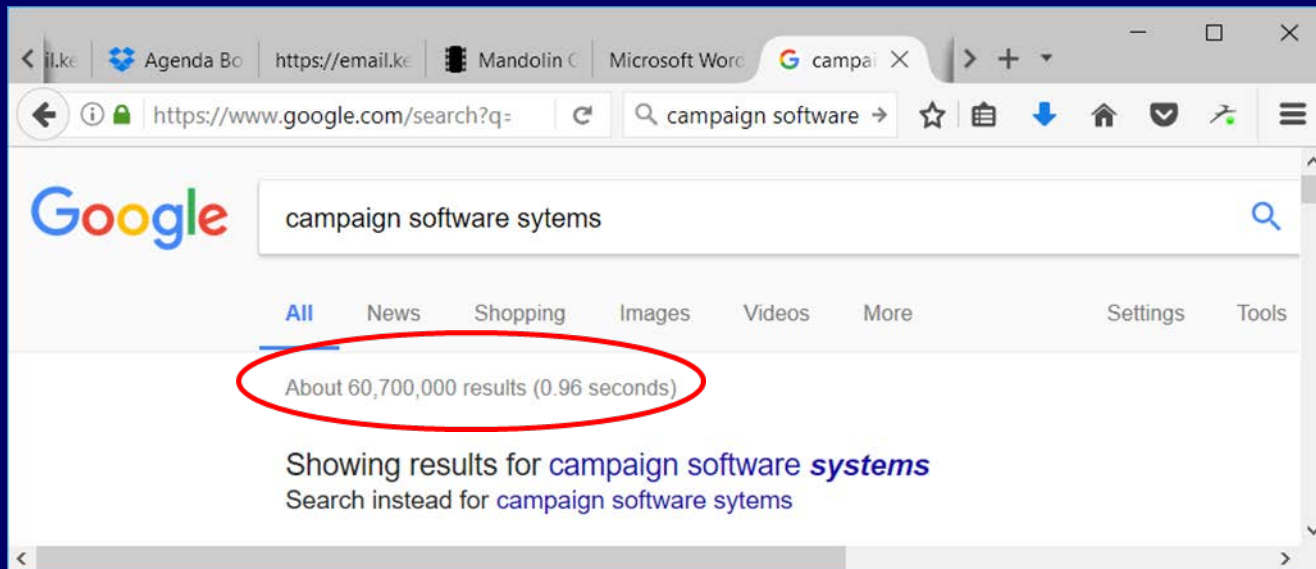 il.ke Agenda Bo https://email.ke Mandolin C Microsoft Word campai
https://www.google.com/search?q= campaign software
Google campaign software sytems
All News Shopping Images Videos More Settings Tools
About 60,700,000 results (0.96 seconds)
Showing results for campaign software systems
Search instead for campaign software sytems